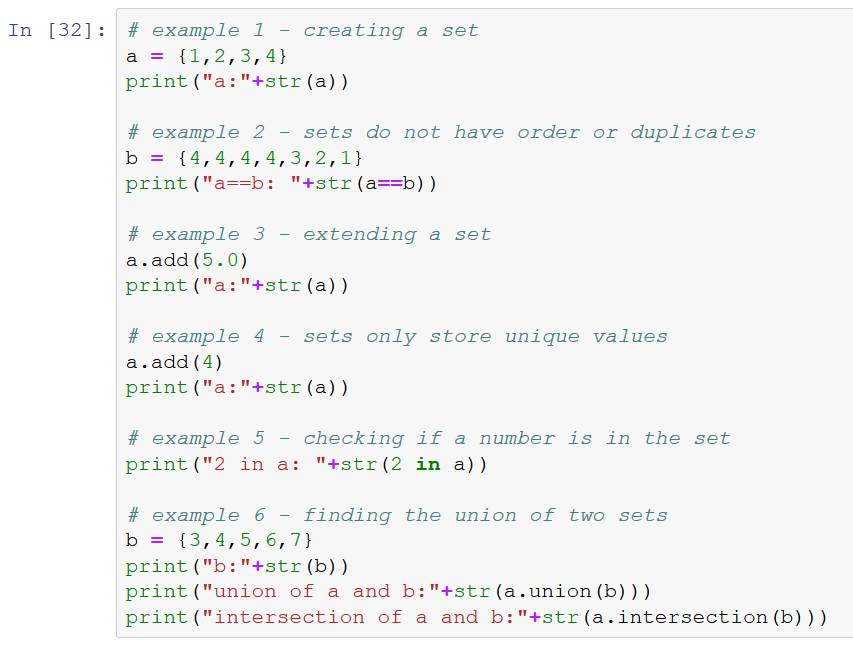 In [32]: # example 1 - creating a set
a = {1,2,3,4}
print("a:"+str(a))
# example 2 - sets do not have order or duplicates
b = {4,4,4,4,3,2,1}
print("a==b: "+str(a==b))
# example 3 - extending a set
a.add(5.0)
print("a:"+str(a))
# example 4 - sets only store unique values
a.add(4)
print("a:"+str(a))
# example 5 - checking if a number is in the set
print("2 in a: "+str(2 in a))
# example 6 - finding the union of two sets
b = {3,4,5,6,7}
print("b:"+str(b))
print("union of a and b:"+str(a.union(b)))
print("intersection of a and b:"+str(a.intersection(b)))